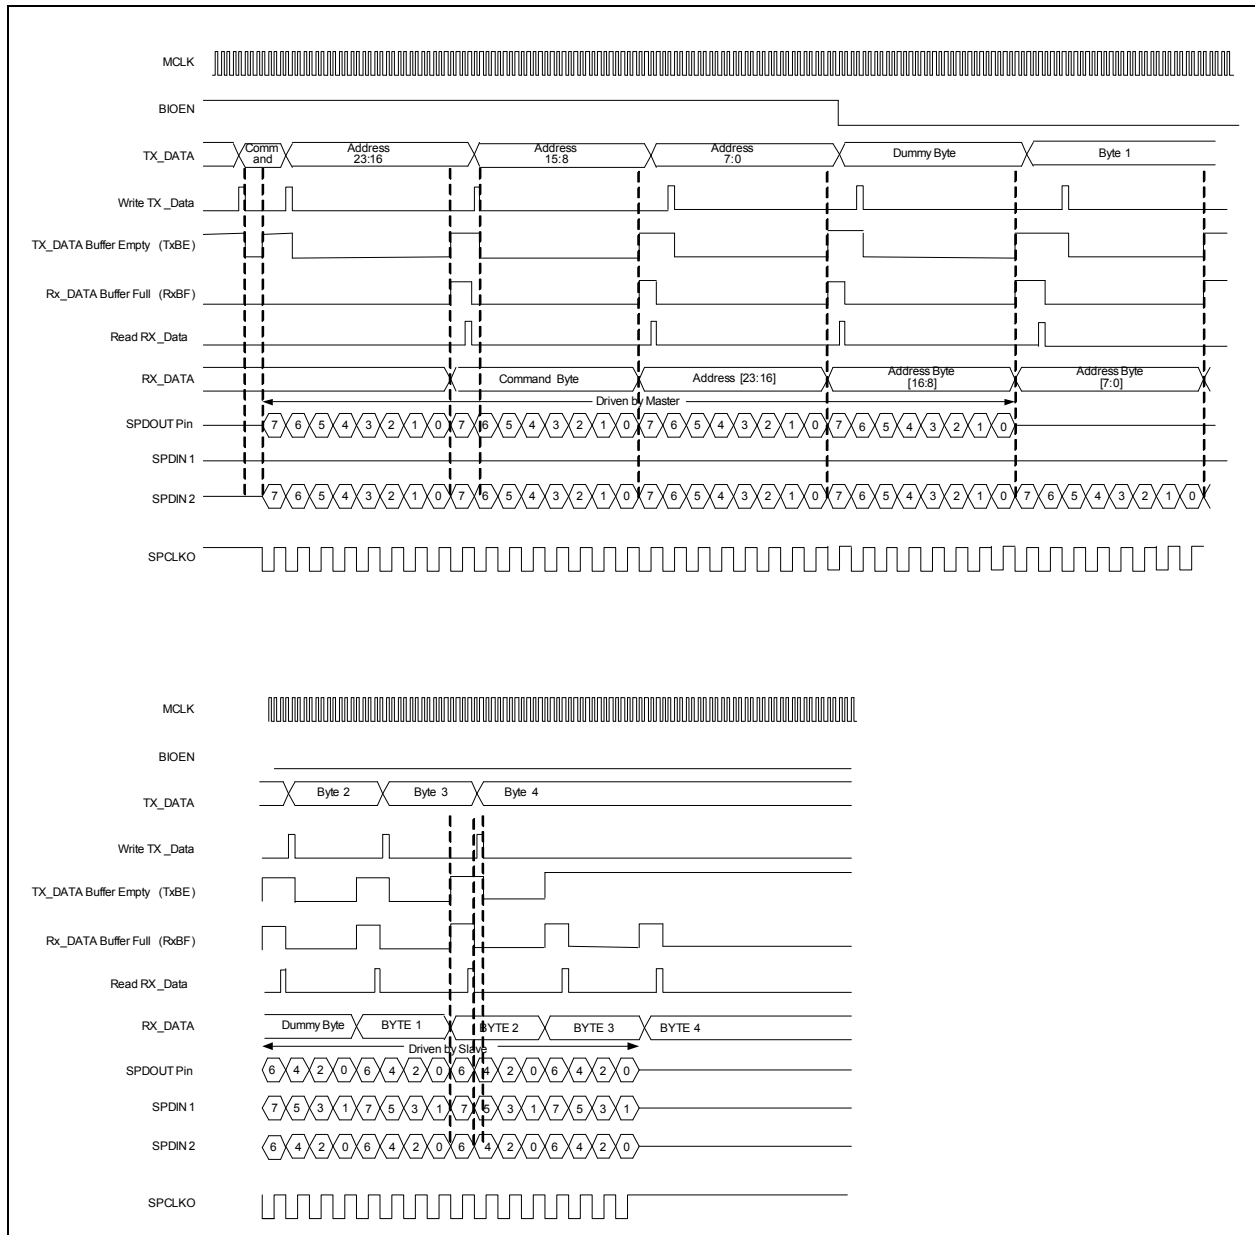 MCLK
BIOEN
TX_DATA
Comm
and
Address
23:16
Address
15:8
Address
7:0
Dummy Byte
Byte 1
Write TX _Data
TX_DATA Buffer Empty (TxBE)
Rx_DATA Buffer Full (RxBF)
Read RX_Data
RX_DATA
Command Byte
Address [23:16]
Address Byte
[16:8]
Address Byte
[7:0]
Driven by Master
SPDOUT Pin
7 6 5 4 3 2 1 0 7 6 5 4 3 2 1 0 7 6 5 4 3 2 1 0 7 6 5 4 3 2 1 0
SPDIN 1
SPDIN 2
7 6 5 4 3 2 1 0 7 6 5 4 3 2 1 0 7 6 5 4 3 2 1 0 7 6 5 4 3 2 1 0 7 6 5 4 3 2 1 0
SPCLKO
MCLK
BIOEN
TX_DATA
Byte 2
Byte 3
Byte 4
Write TX _Data
TX_DATA Buffer Empty (TxBE)
Rx_DATA Buffer Full (RxBF)
Read RX_Data
RX_DATA
Dummy Byte
BYTE 1
BYTE 2
BYTE 3
BYTE 4
Driven by Slave
SPDOUT Pin
6 4 2 0 6 4 2 0 6 4 2 0 6 4 2 0
SPDIN 1
7 5 3 1 7 5 3 1 7 5 3 1 7 5 3 1
SPDIN 2
6 4 2 0 6 4 2 0 6 4 2 0 6 4 2 0
SPCLKO